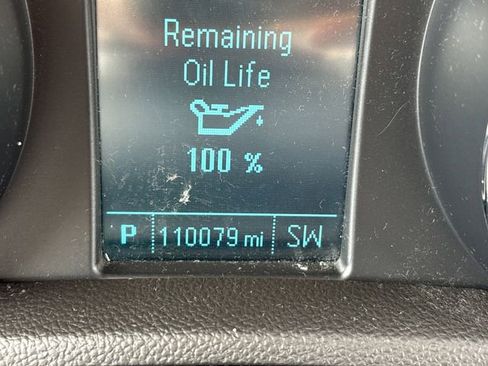 Remaining
Oil Life
100 %
P 110079 mi SW